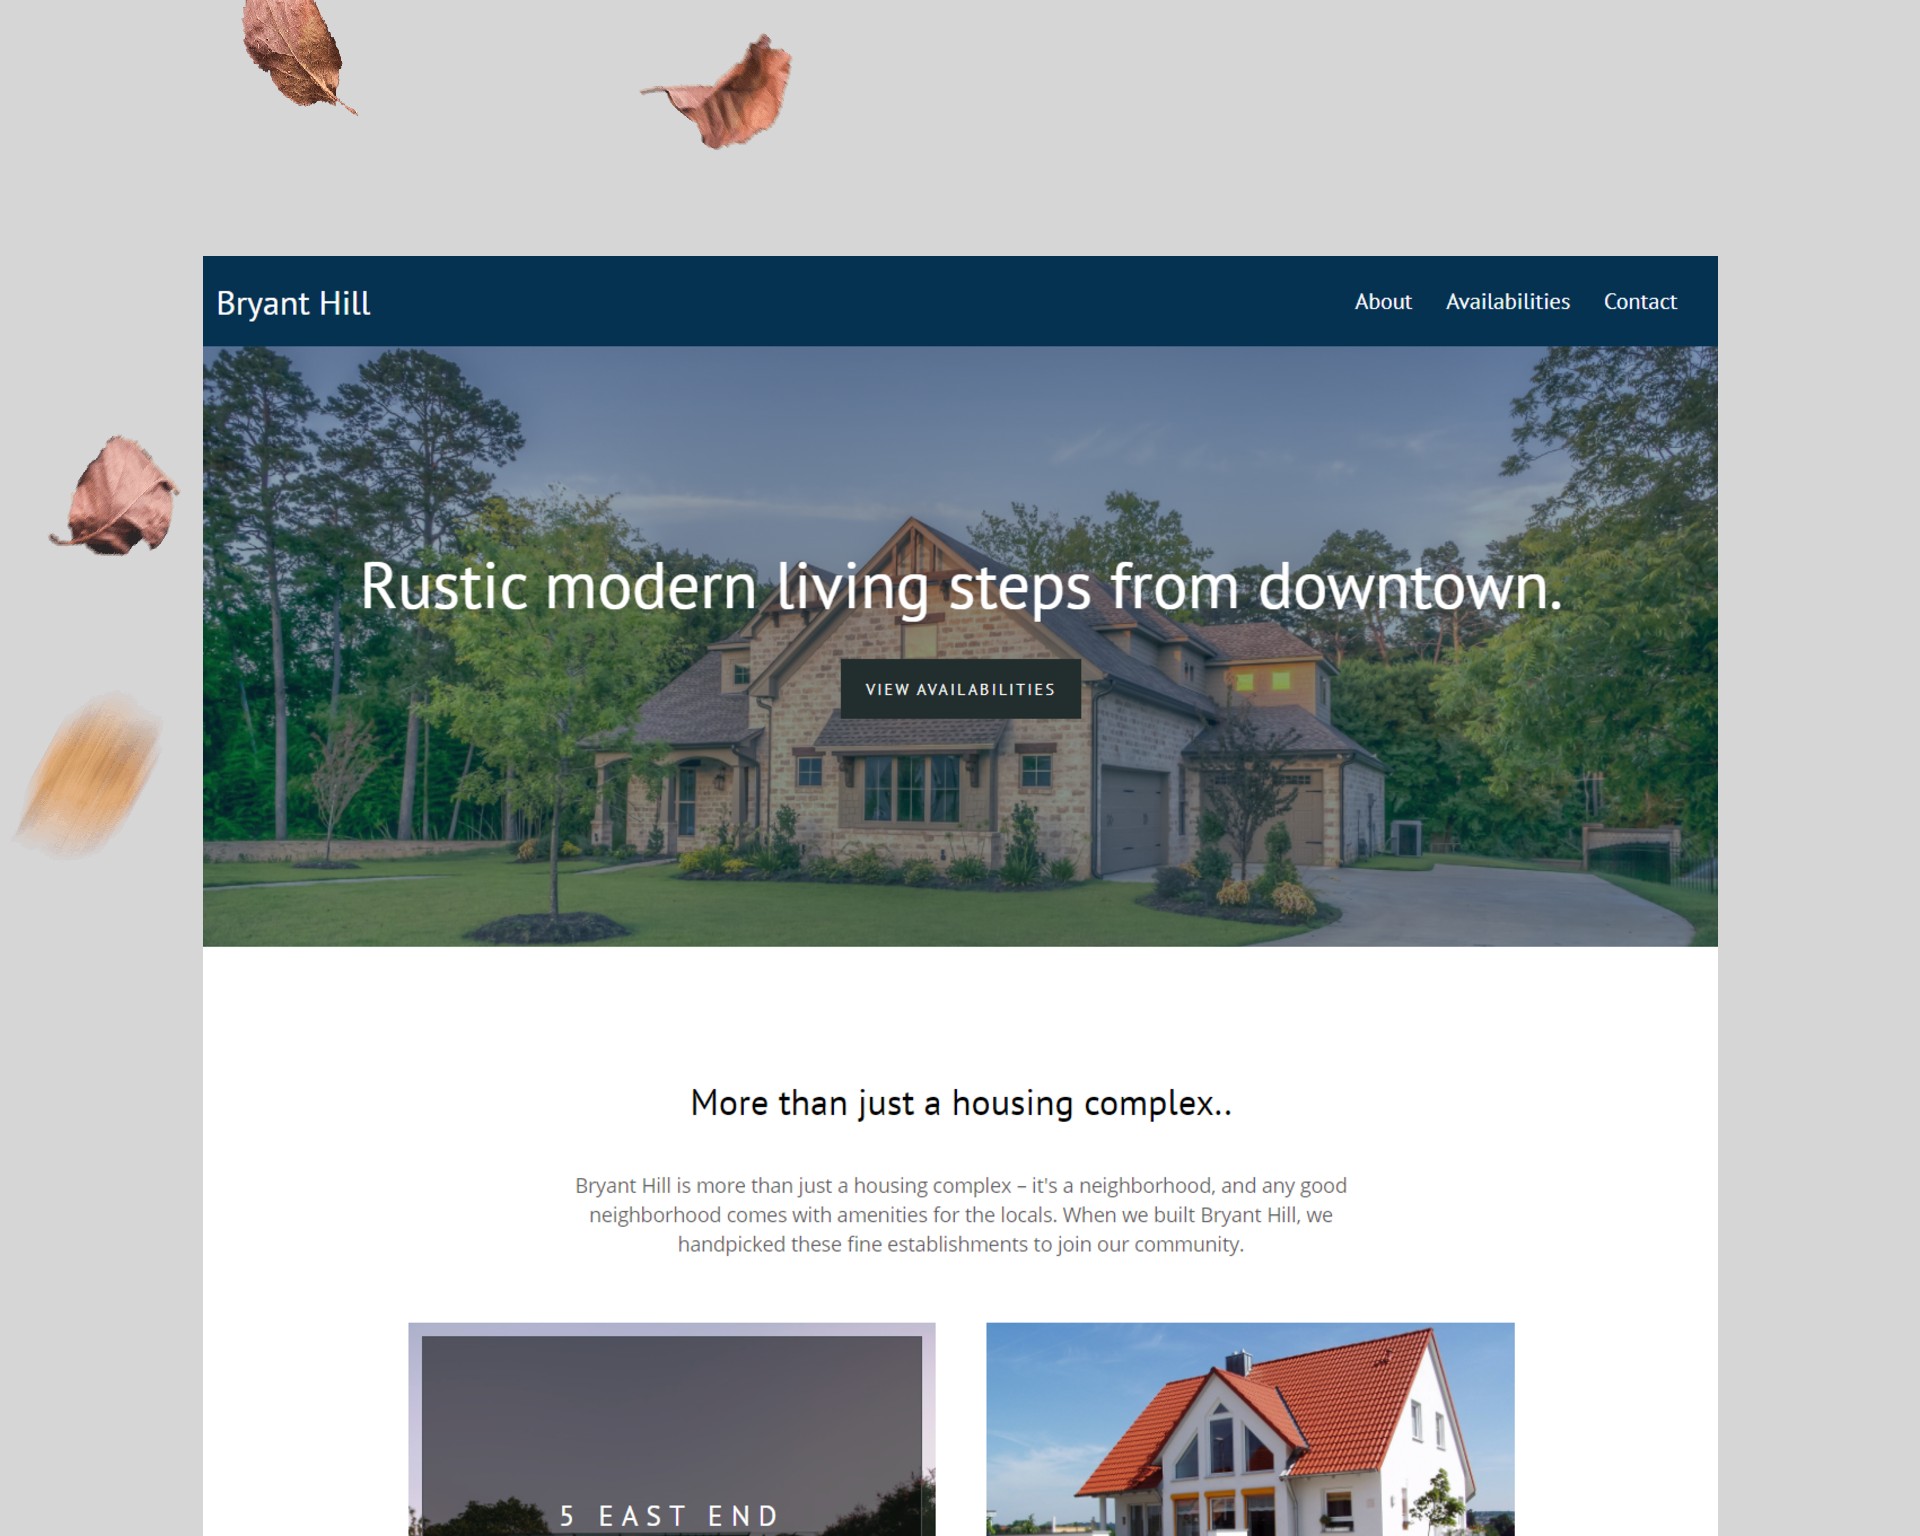 Bryant Hill
About Availabilities Contact
Rustic modern living steps from downtown.
VIEW AVAILABILITIES
More than just a housing complex..
Bryant Hill is more than just a housing complex – it's a neighborhood, and any good
neighborhood comes with amenities for the locals. When we built Bryant Hill, we
handpicked these fine establishments to join our community.
5 EAST END